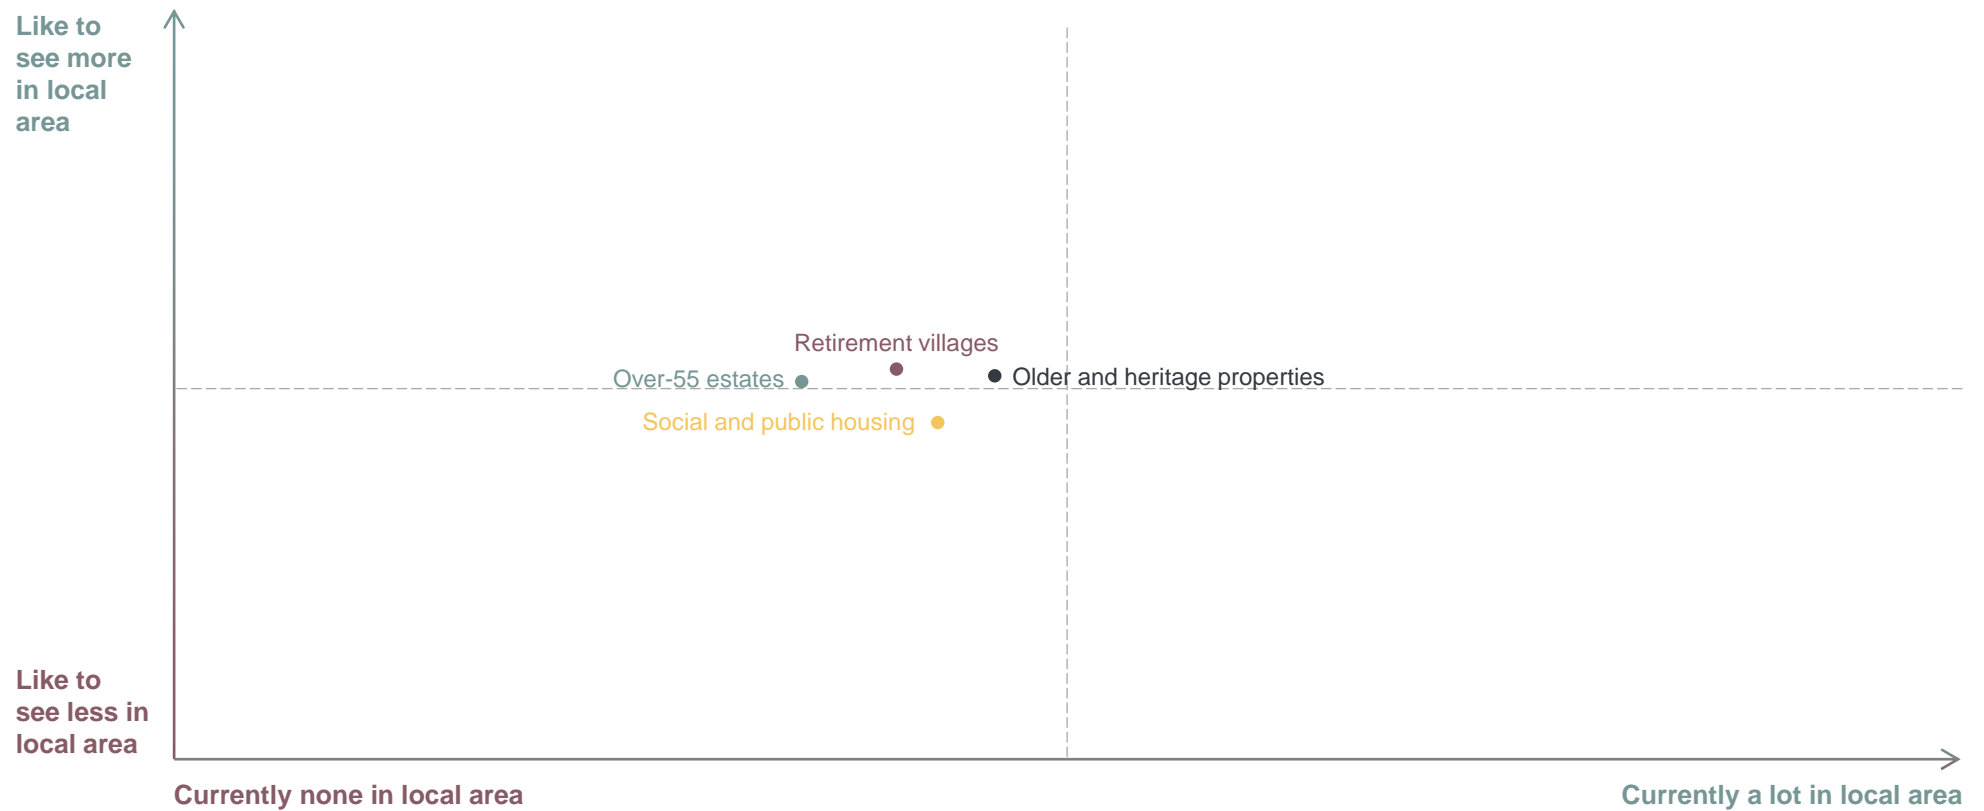 Like to
see more
in local
area
Retirement villages
Over-55 estates
Older and heritage properties
Social and public housing
Like to
see less in
local area
Currently none in local area
Currently a lot in local area